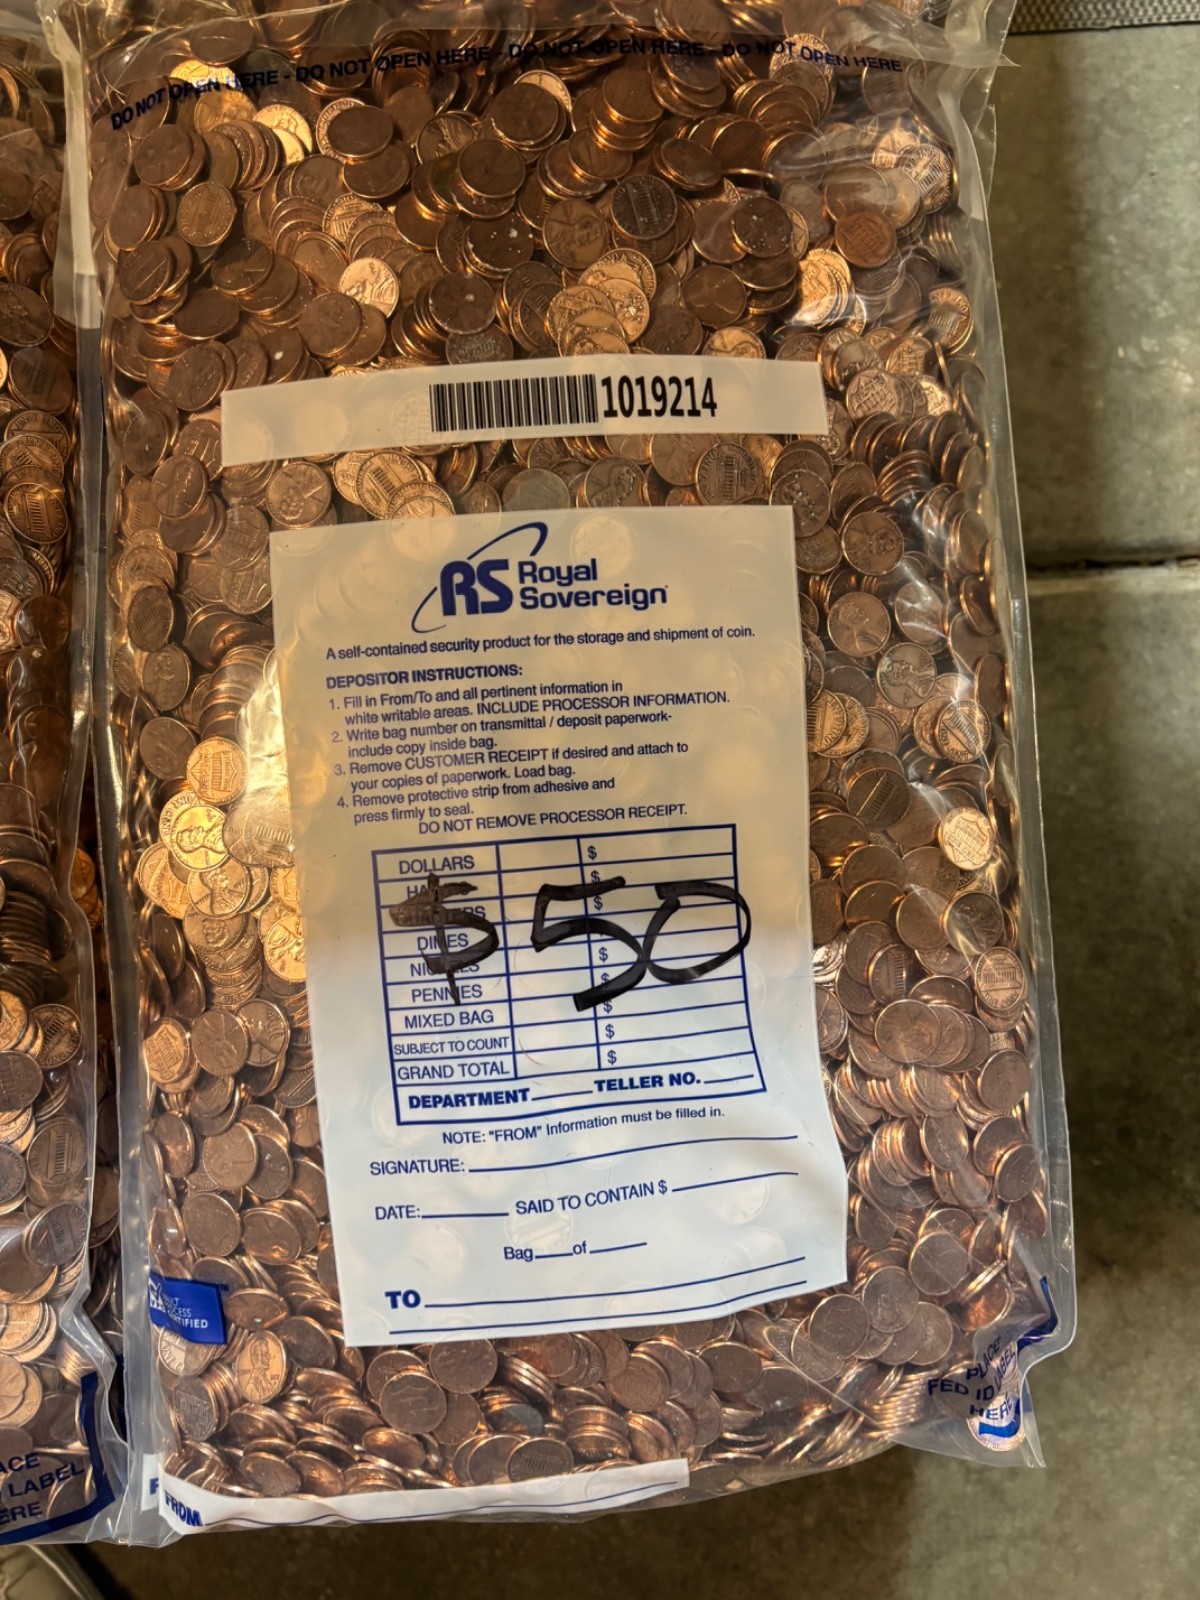 DO NOT OPEN HERE - DO NOT OPEN HERE - DO NOT OPEN HERE - DO NOT OPEN HERE
1019214
RS Royal
Sovereign
A self-contained security product for the storage and shipment of coin.
DEPOSITOR INSTRUCTIONS:
1. Fill in From/To and all pertinent information in
white writable areas. INCLUDE PROCESSOR INFORMATION.
2. Write bag number on transmittal / deposit paperwork-
include copy inside bag.
3. Remove CUSTOMER RECEIPT if desired and attach to
your copies of paperwork. Load bag.
4. Remove protective strip from adhesive and
press firmly to seal.
DO NOT REMOVE PROCESSOR RECEIPT.
DOLLARS $
$
$
DIMES
$ 50
$
PENNIES $
MIXED BAG $
SUBJECT TO COUNT $
GRAND TOTAL $
DEPARTMENT TELLER NO.
NOTE: "FROM" Information must be filled in.
SIGNATURE:
DATE: SAID TO CONTAIN $
Bag of
TO
PLACE
FED ID LABEL
HERE
LABEL
FROM